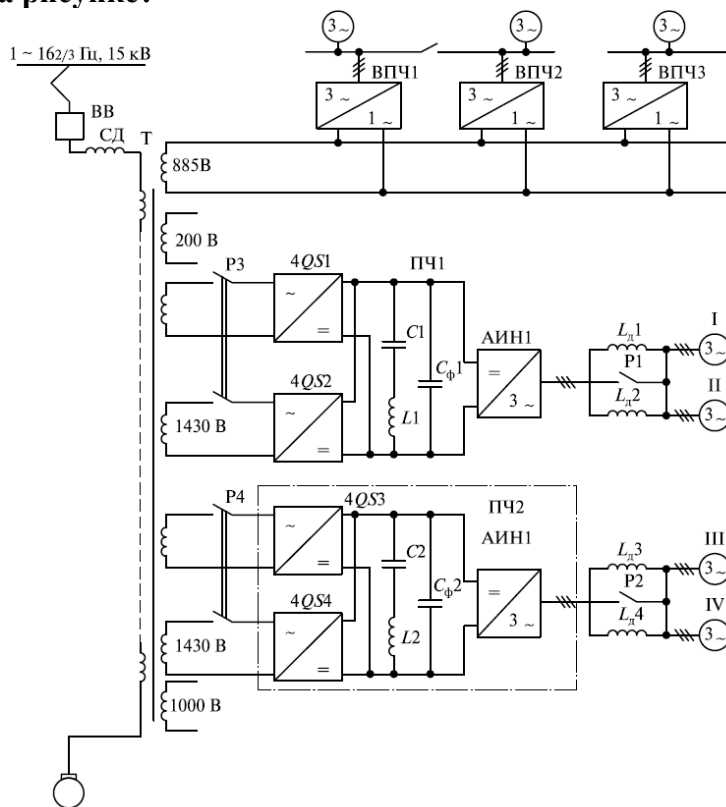 а рисунке?
3~ 3~ 3~
1 ~ 16 2/3 Гц, 15 кВ
ВПЧ1 ВПЧ2 ВПЧ3
3 ~ 3 ~ 3 ~
1 ~ 1 ~ 1 ~
ВВ
СД Т
885В
200 В
Р3 4QS1 ПЧ1
~
=
C1
АИН1
I
Lд1
3~
4QS2
Cф1
=
Р1
II
1430 В
~
L1
3 ~
Lд2
3~
=
Р4 4QS3 ПЧ2
~
АИН1
III
C2
Lд3
=
3~
4QS4
Cф2
=
Р2
IV
1430 В
~
L2
3 ~
Lд4
3~
=
1000 В